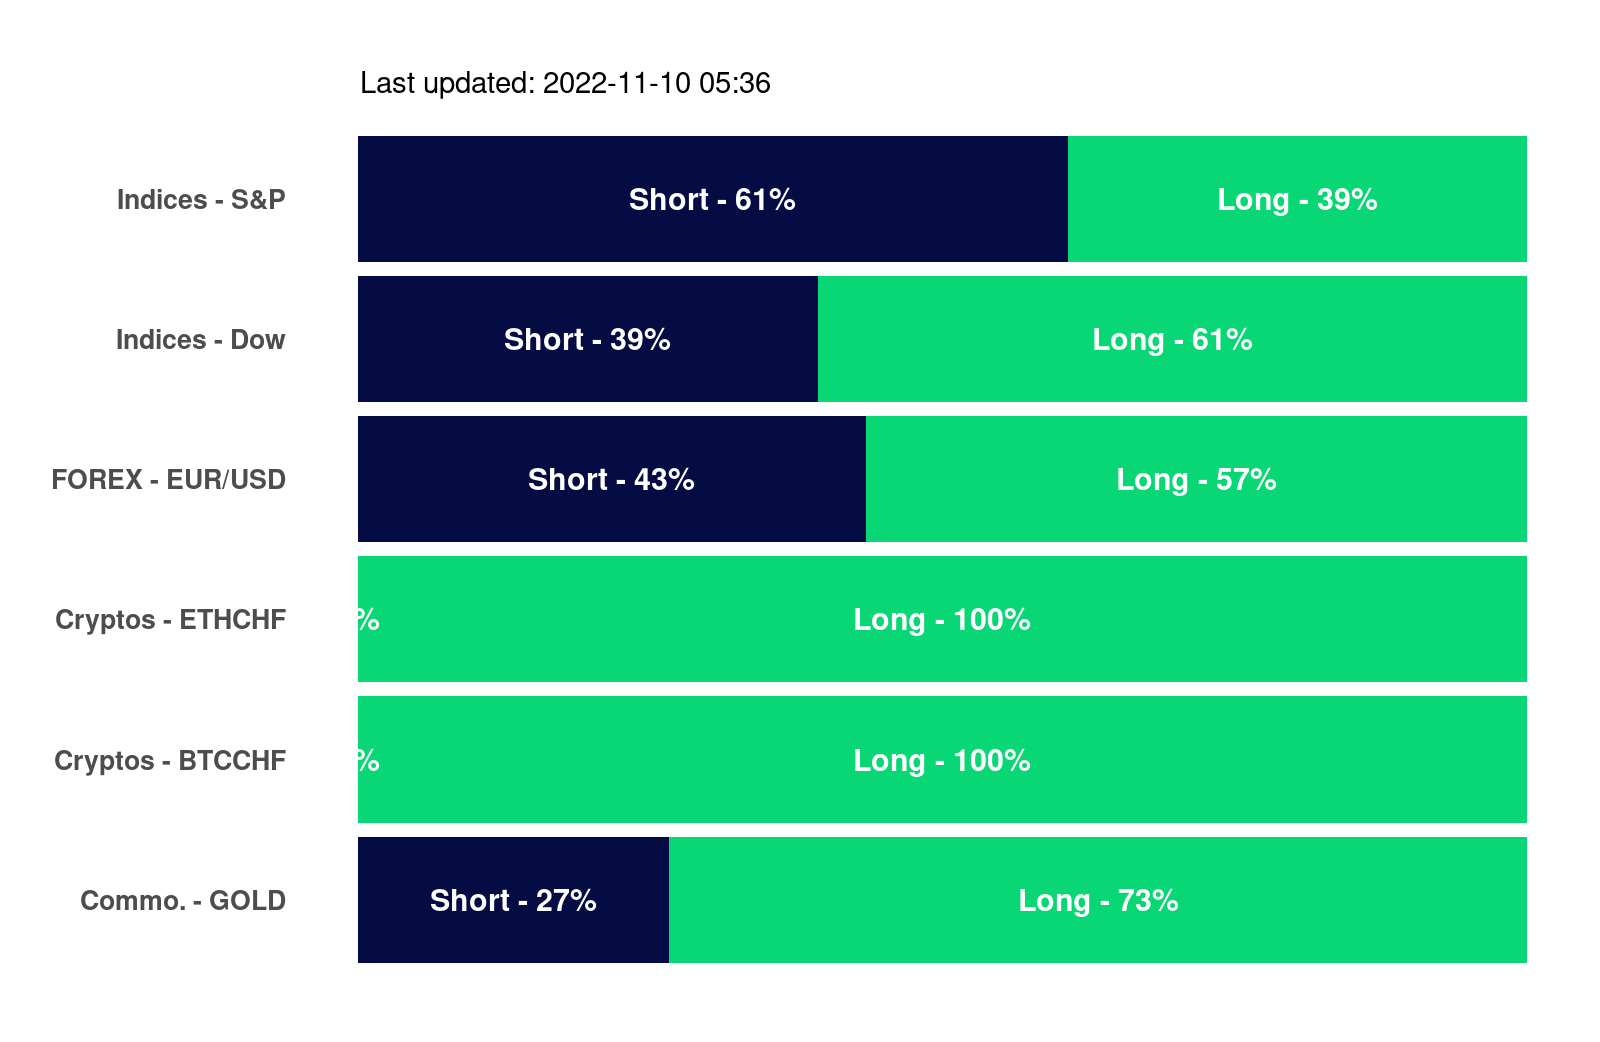 Last updated: 2022-11-10 05:36
Indices - S&P Short - 61% Long - 39%
Indices - Dow Short - 39% Long - 61%
FOREX - EUR/USD Short - 43% Long - 57%
Cryptos - ETHCHF % Long - 100%
Cryptos - BTCCHF % Long - 100%
Commo. - GOLD Short - 27% Long - 73%